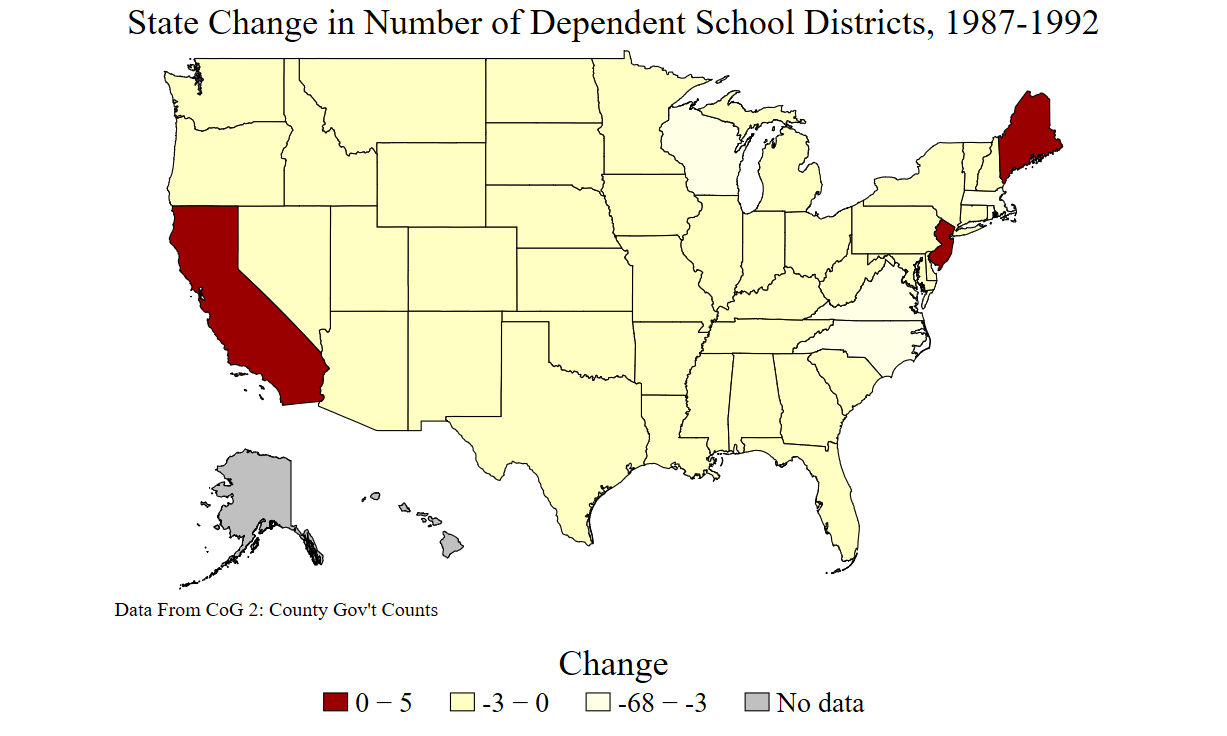 State Change in Number of Dependent School Districts, 1987-1992
Data From CoG 2: County Gov't Counts
Change
0 − 5 -3 − 0 -68 − -3 No data